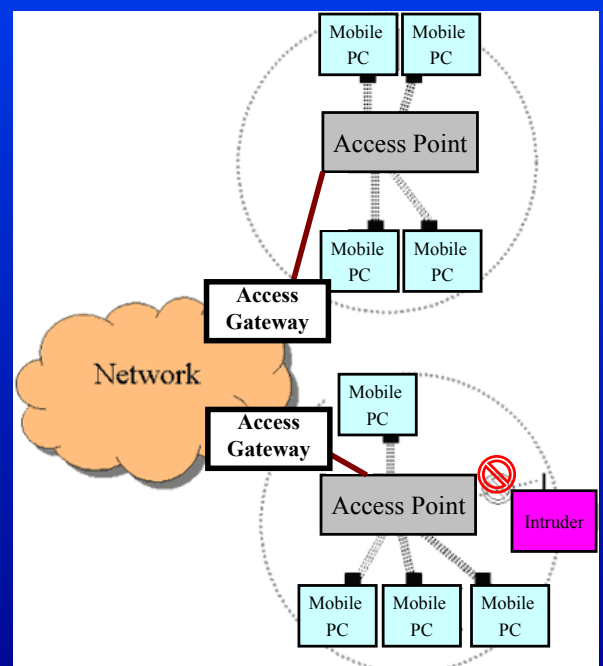 Mobile
PC
Mobile
PC
Access Point
Mobile
PC
Mobile
PC
Access
Gateway
Network
Mobile
PC
Access
Gateway
Access Point
Intruder
Mobile
PC
Mobile
PC
Mobile
PC